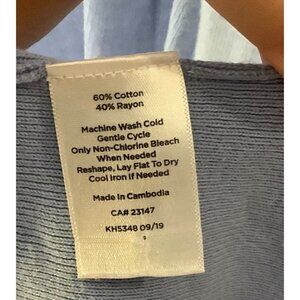 60% Cotton
40% Rayon
Machine Wash Cold
Gentle Cycle
Only Non-Chlorine Bleach
When Needed
Reshape, Lay Flat To Dry
Cool Iron if Needed
Made in Cambodia
CA# 23147
KH5348 09/19